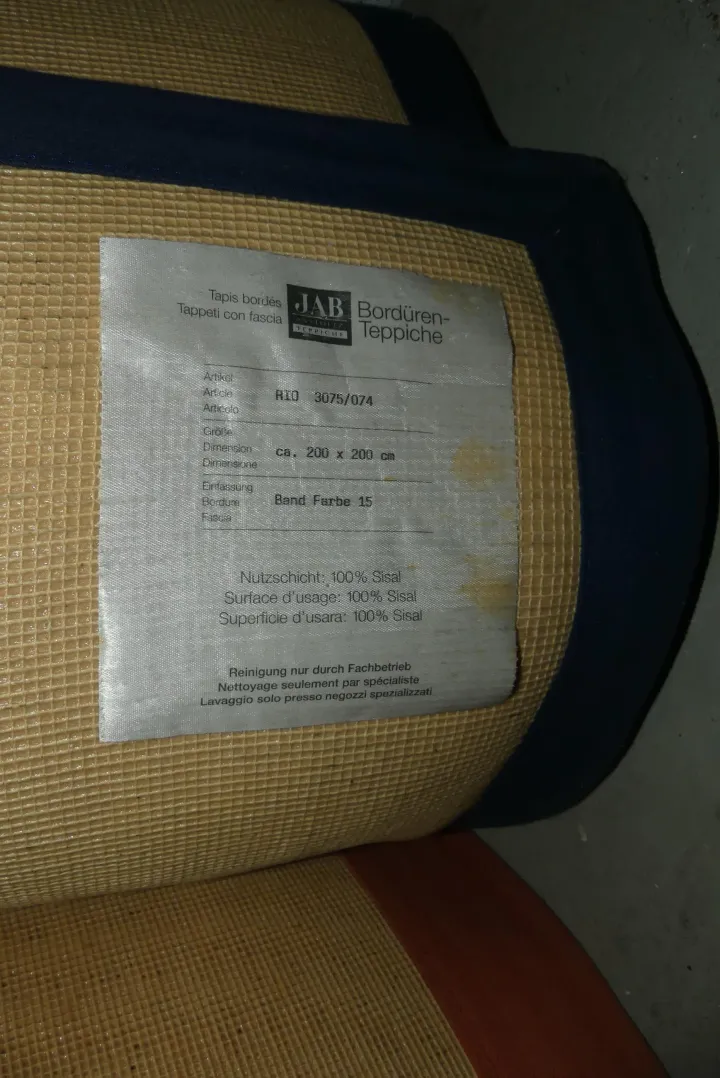 Tapis bordés
Tappeti con fascia
JAB
TEPPICHE
Bordüren-
Teppiche
Artikel
Article
Articolo
RIO 3075/074
Größe
Dimension
Dimensione
ca. 200 x 200 cm
Einfassung
Bordure
Fascia
Band Farbe 15
Nutzschicht: 100% Sisal
Surface d'usage: 100% Sisal
Superficie d'usara: 100% Sisal
Reinigung nur durch Fachbetrieb
Nettoyage seulement par spécialiste
Lavaggio solo presso negozzi spezializzati